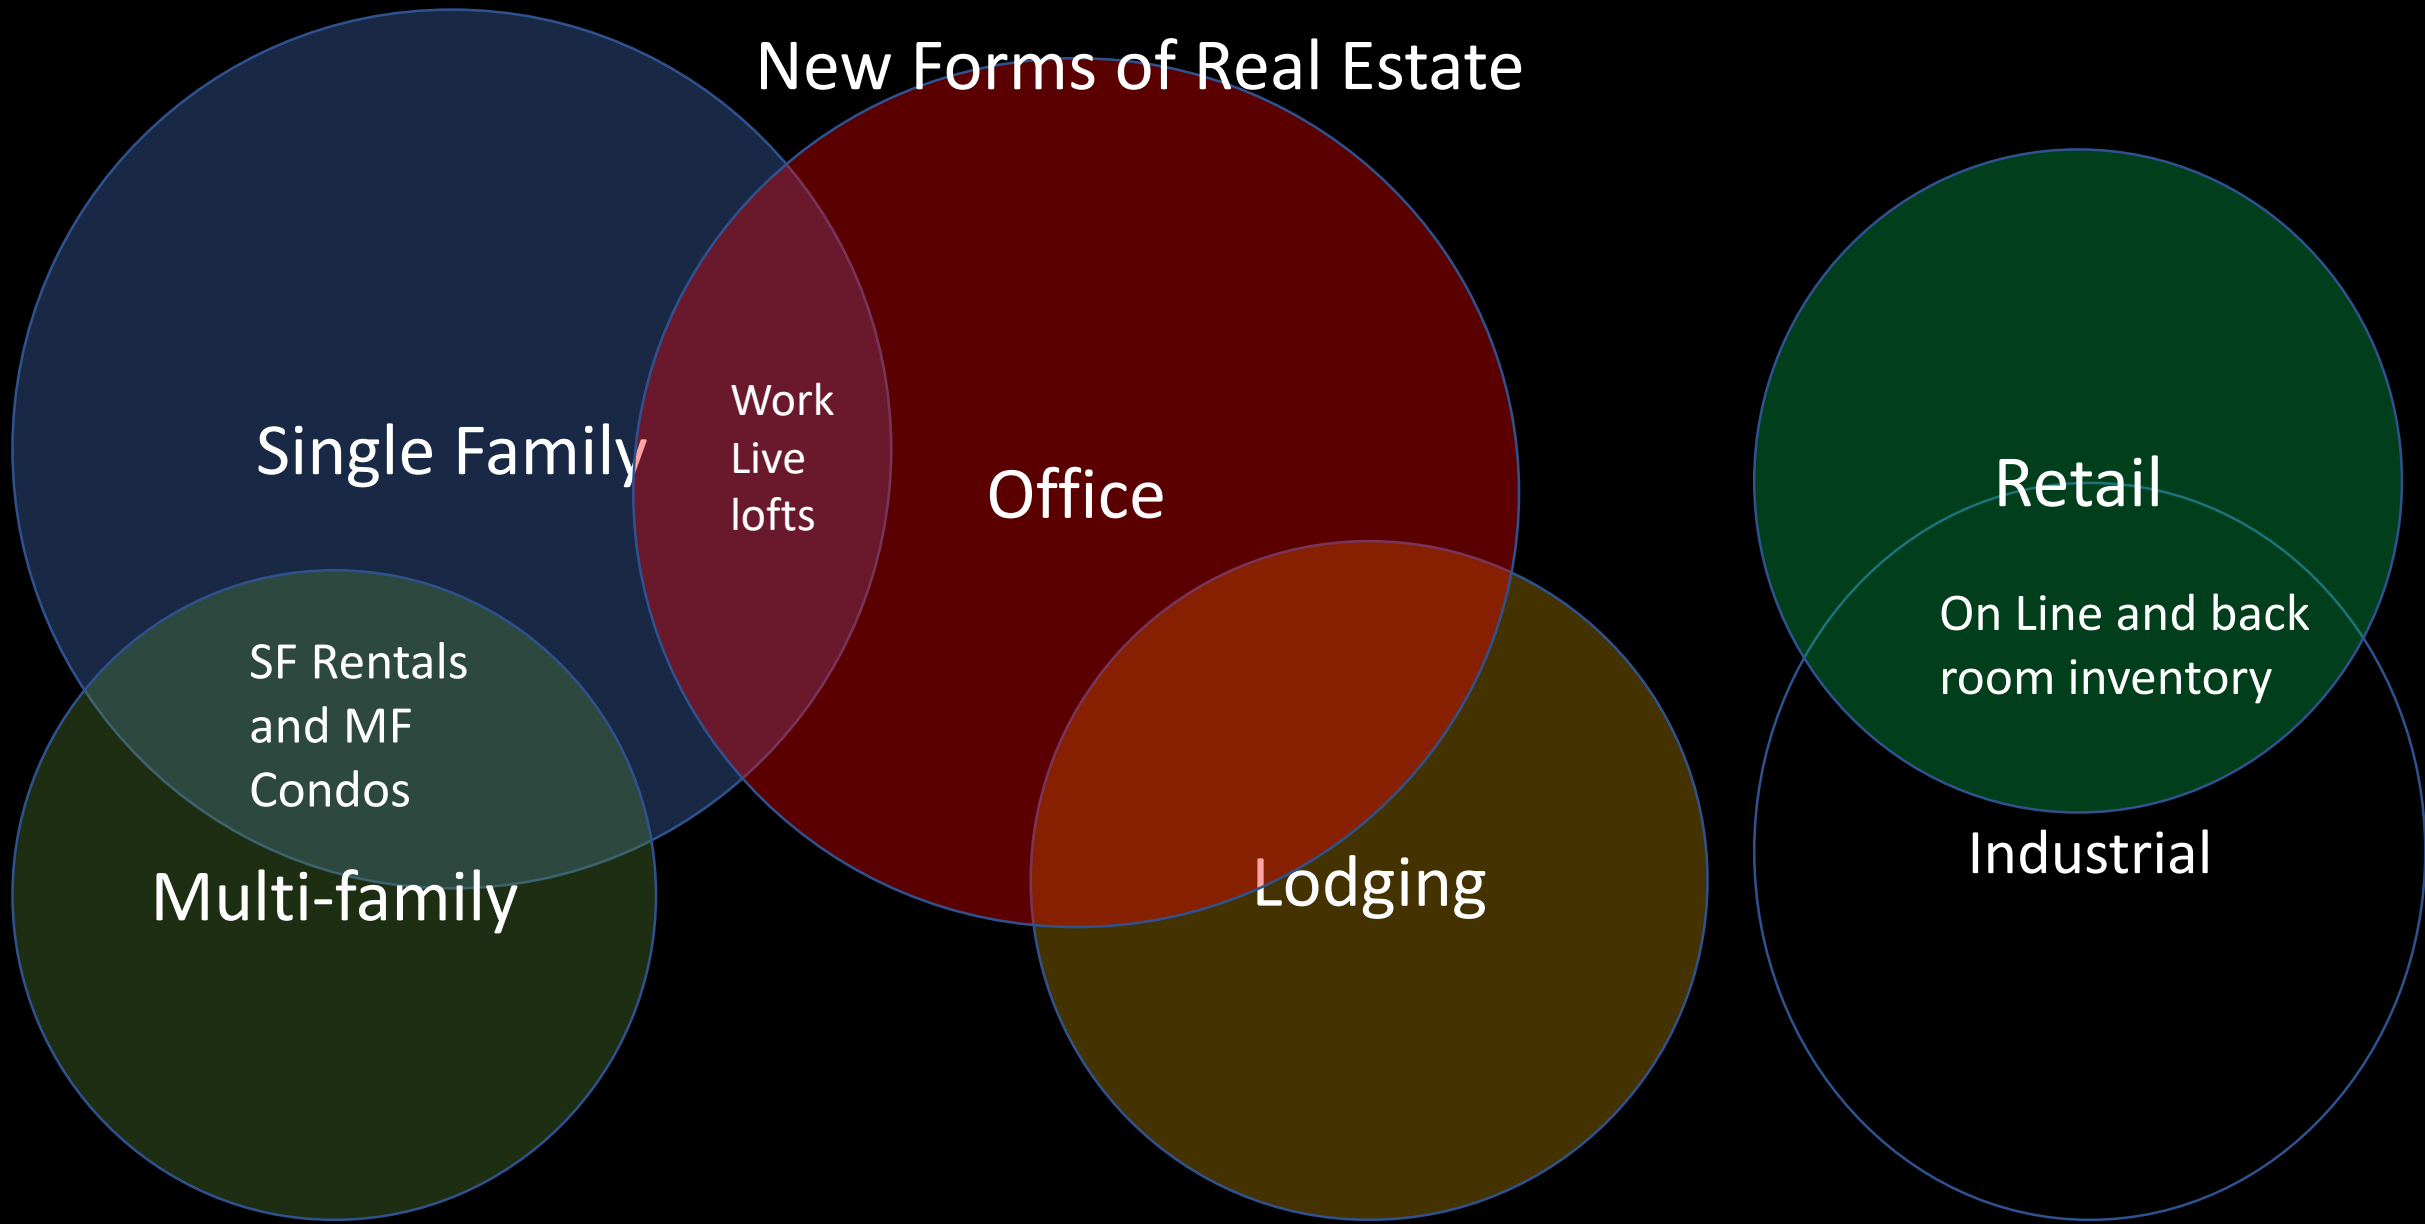 New Forms of Real Estate
Single Family
Work
Live
lofts
Office
Retail
SF Rentals
and MF
Condos
On Line and back
room inventory
Multi-family
Lodging
Industrial